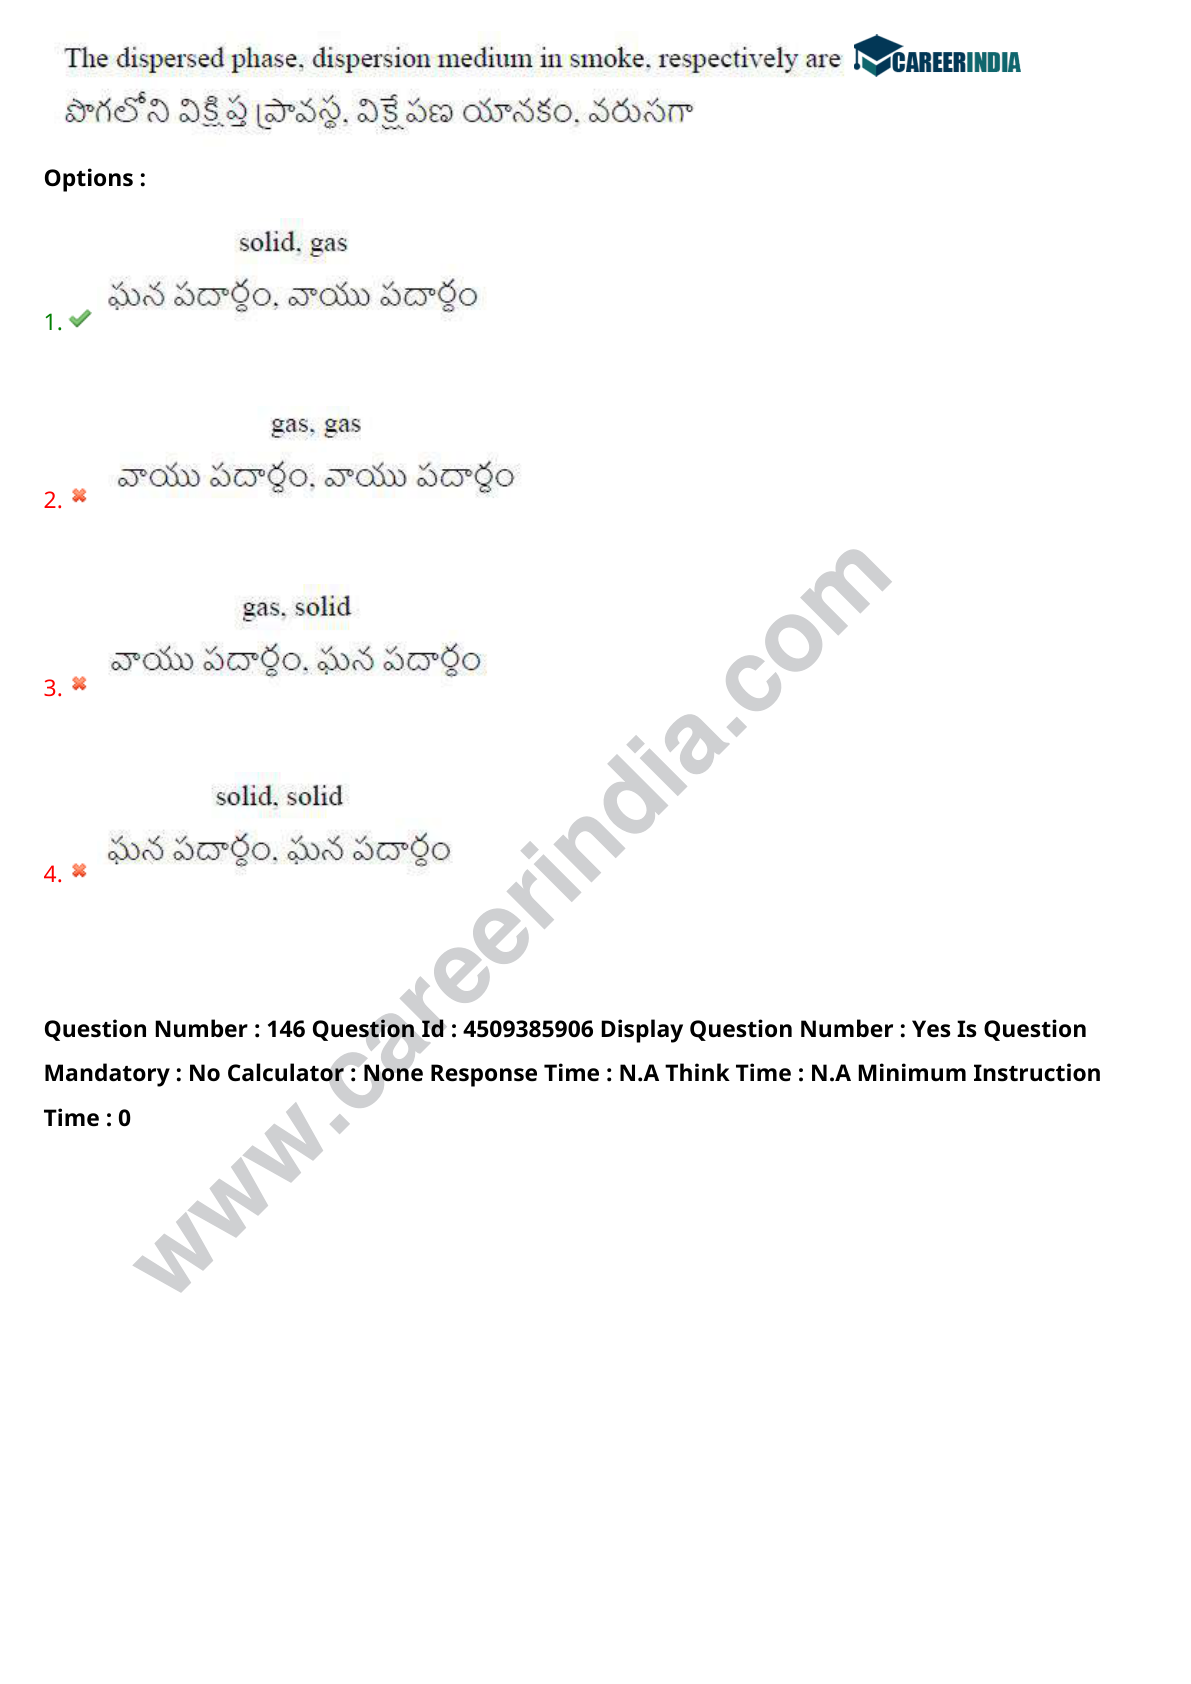 The dispersed phase, dispersion medium in smoke, respectively are CAREERINDIA
పొగలోని విక్షిప్త ప్రావస్థ, విక్షేపణ యానకం, వరుసగా
Options :
solid, gas
ఘన పదార్థం, వాయు పదార్థం
1.
gas, gas
వాయు పదార్థం, వాయు పదార్థం
2.
gas, solid
వాయు పదార్థం, ఘన పదార్థం
3.
solid, solid
ఘన పదార్థం, ఘన పదార్థం
4.
www.careerindia.com
Question Number : 146 Question Id : 4509385906 Display Question Number : Yes Is Question
Mandatory : No Calculator : None Response Time : N.A Think Time : N.A Minimum Instruction
Time : 0